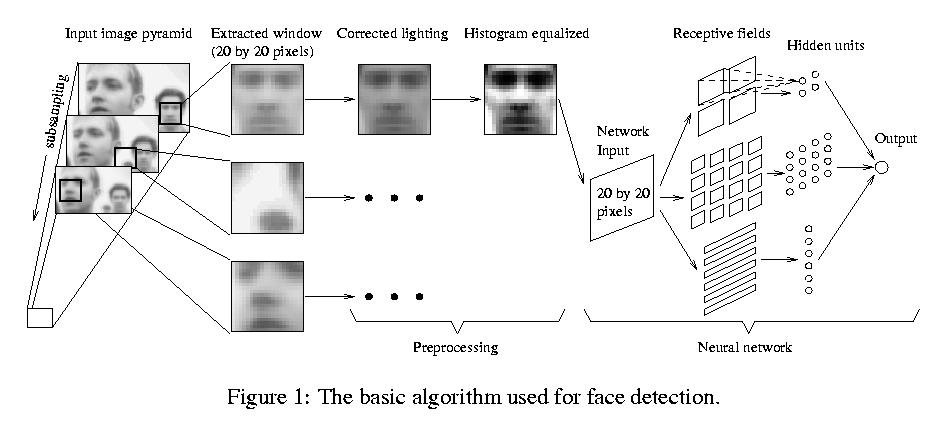 Input image pyramid
Extracted window
(20 by 20 pixels)
Corrected lighting
Histogram equalized
Receptive fields
Hidden units
subsampling
Network
Input
20 by 20
pixels
Output
Preprocessing
Neural network
Figure 1: The basic algorithm used for face detection.